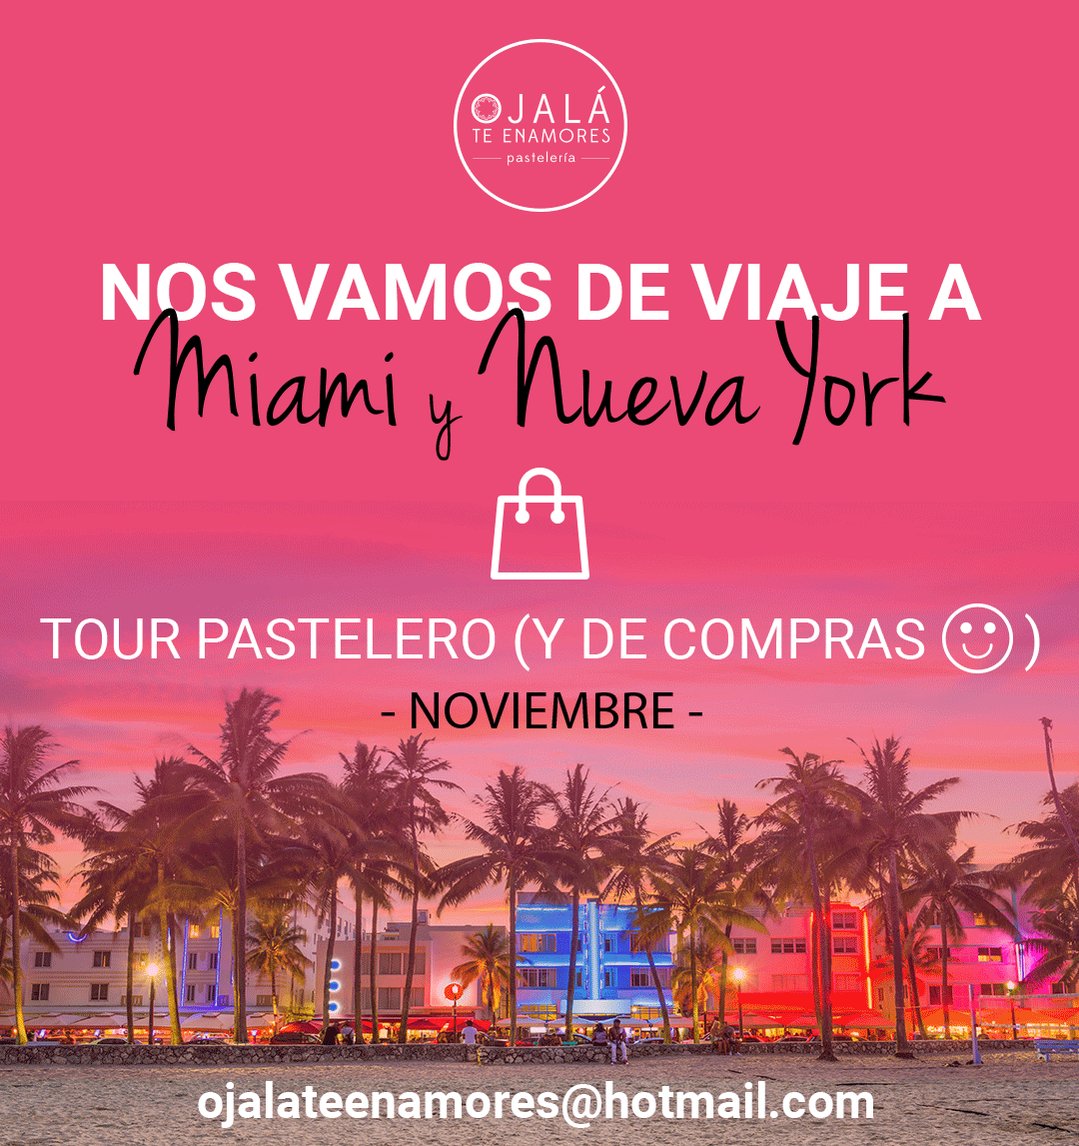 OJALÁ
TE ENAMORES
pastelería
NOS VAMOS DE VIAJE A
Miami y Nueva York
TOUR PASTELERO (Y DE COMPRAS )
- NOVIEMBRE -
ojalateenamores@hotmail.com